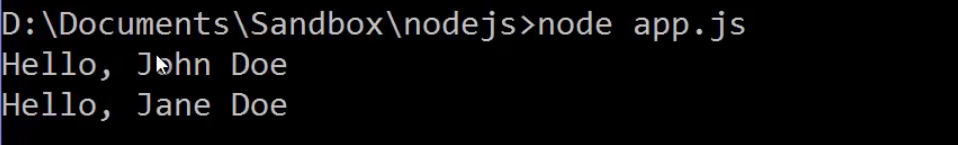 D:\Documents\Sandbox\nodejs>node app.js
Hello, John Doe
Hello, Jane Doe